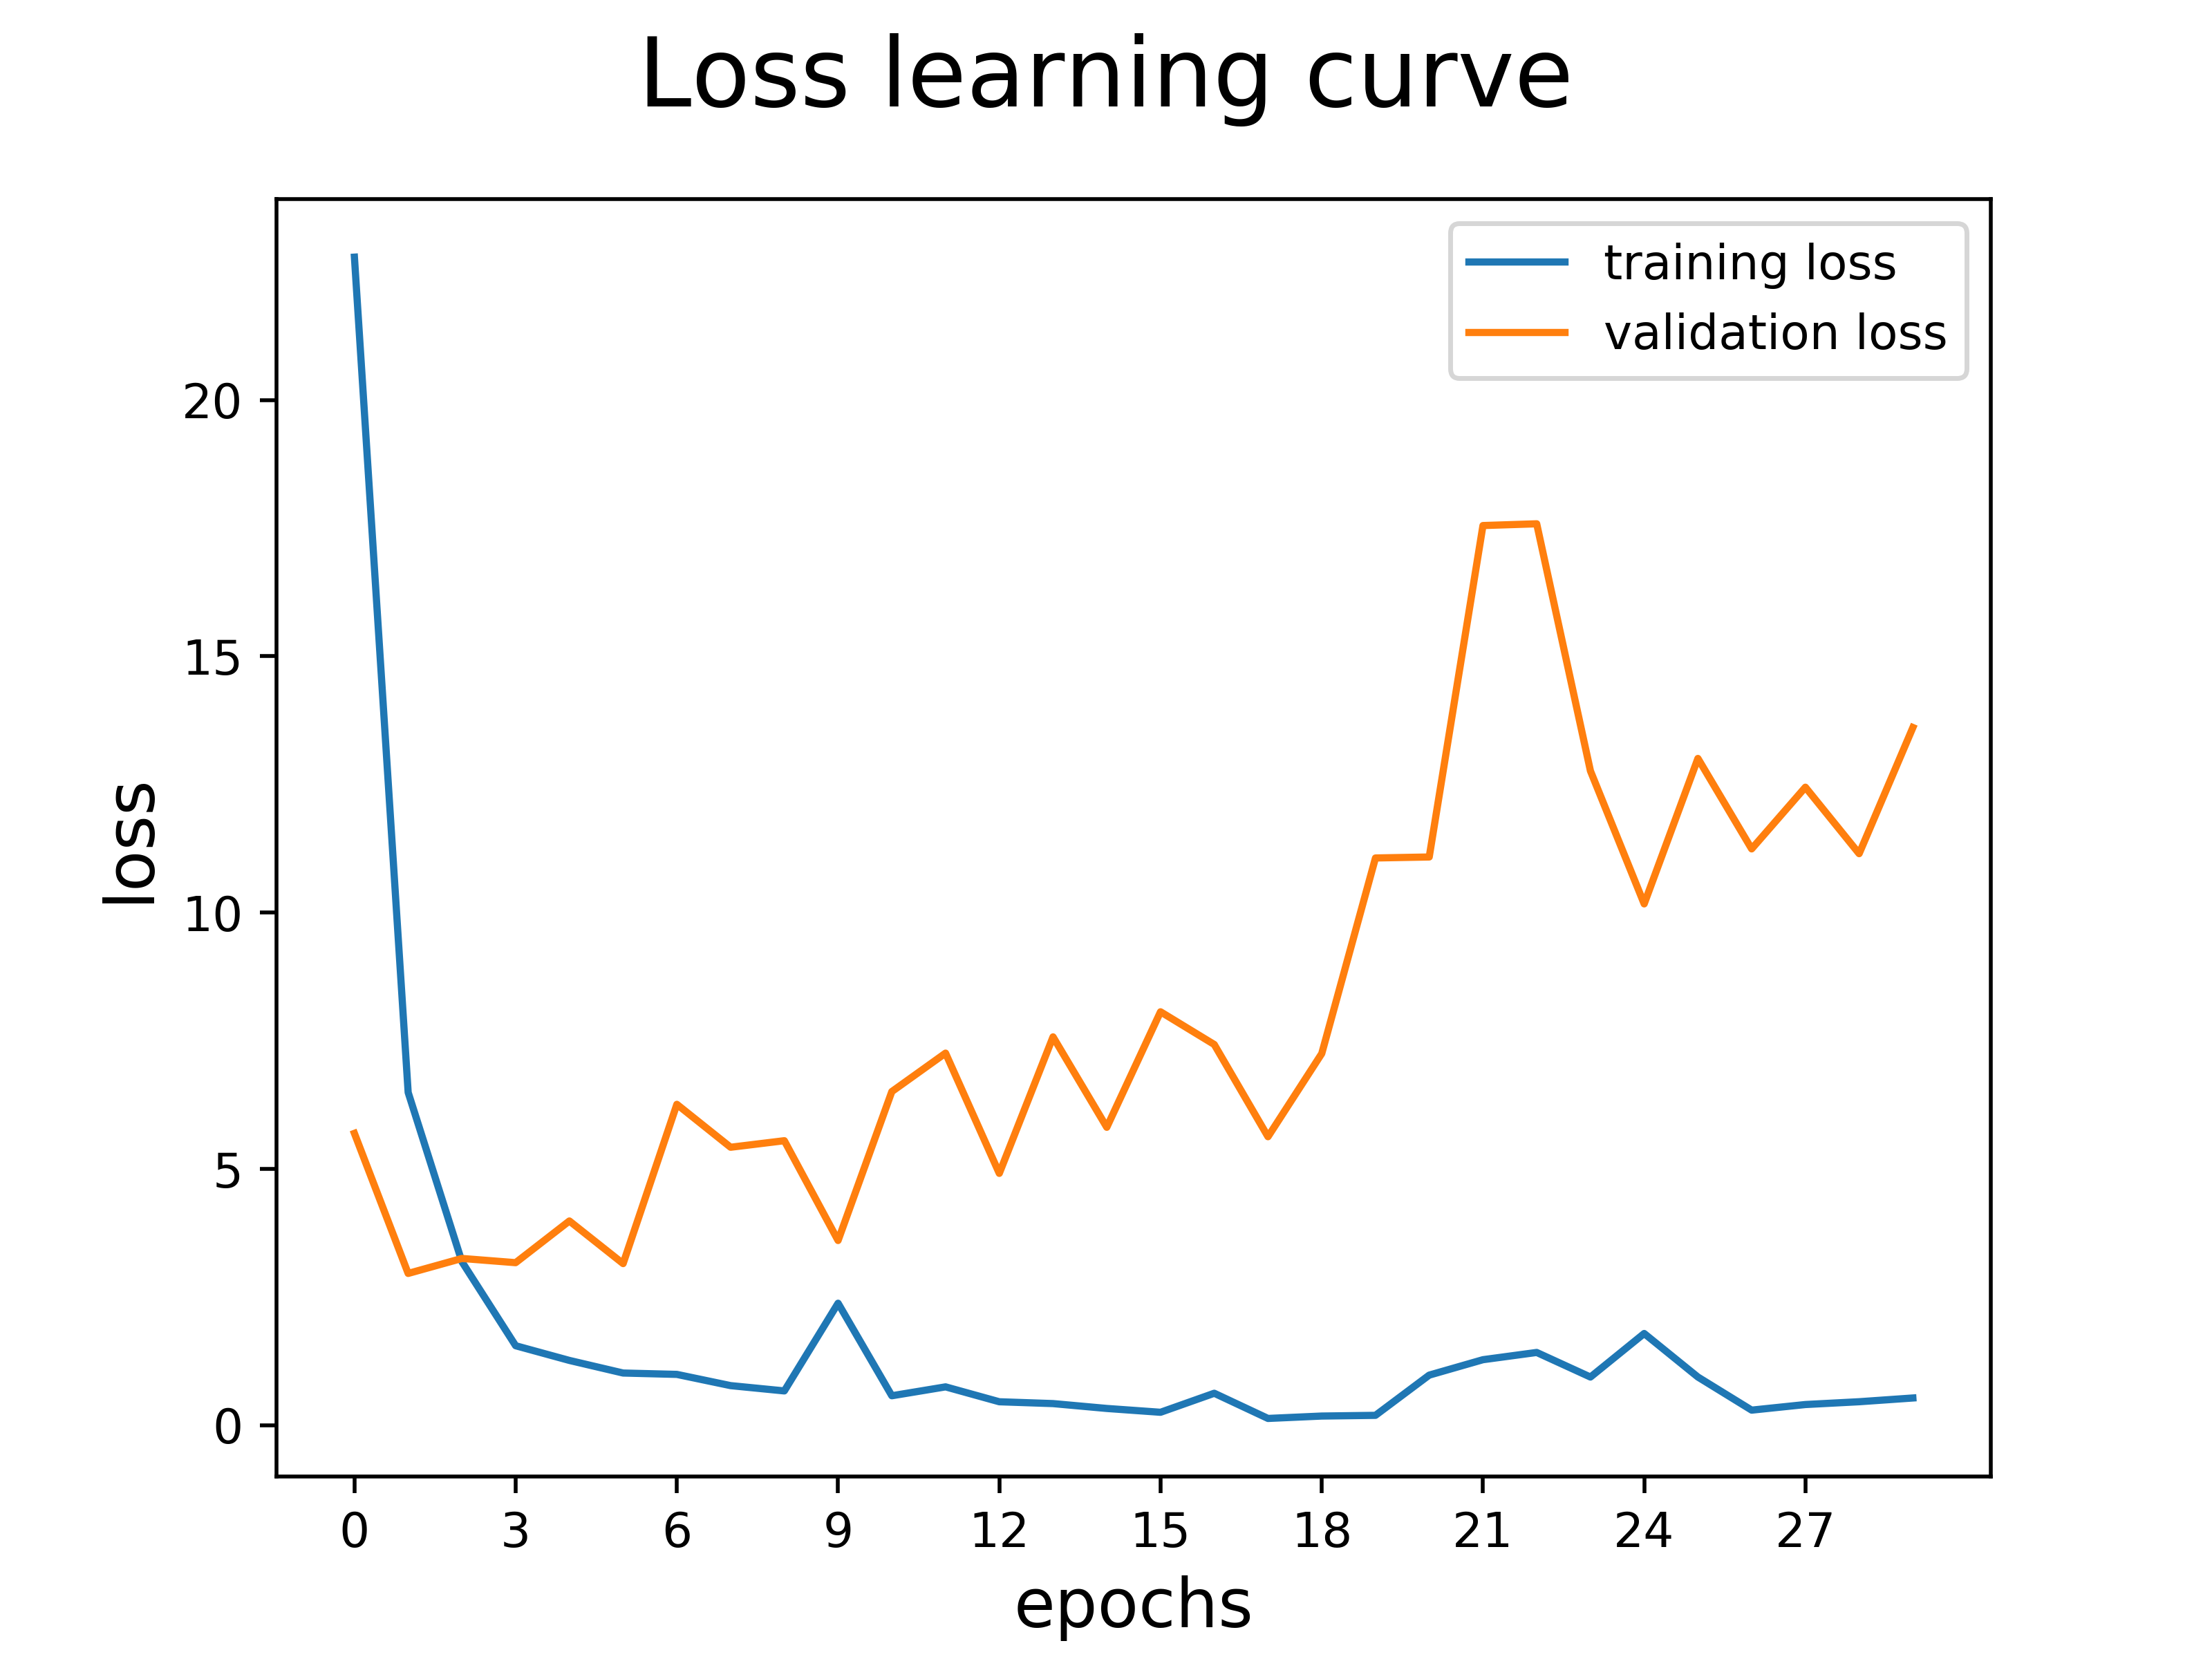 Loss learning curve
training loss
validation loss
20
15
10
5
0
loss
0 3 6 9 12 15 18 21 24 27
epochs